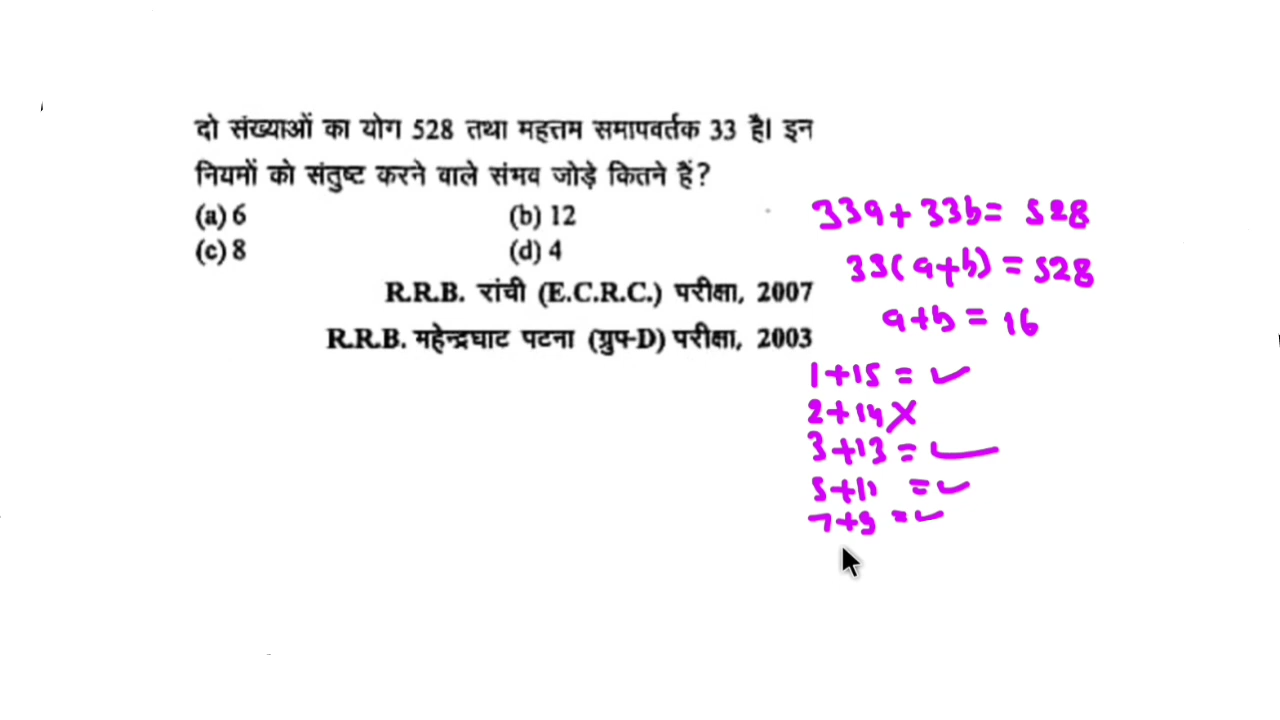 दो संख्याओं का योग 528 तथा महत्तम समापवर्तक 33 है। इन
नियमों को संतुष्ट करने वाले संभव जोड़े कितने हैं?
(a) 6 (b) 12
(c) 8 (d) 4
R.R.B. रांची (E.C.R.C.) परीक्षा, 2007
R.R.B. महेन्द्रघाट पटना (ग्रुप-D) परीक्षा, 2003
33a + 33b = 528
33(a+b) = 528
a+b = 16
1+15 = ✓
2+14 X
3+13 = ✓
5+11 = ✓
7+9 = ✓